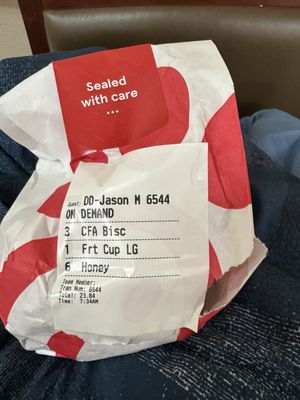 Sealed
with care
...
Guest: DD-Jason M 6544
ON DEMAND
3 CFA Bisc
1 Frt Cup LG
6 Honey
Team Member:
Tran Num: 6544
Total: 23.84
Time: 7:34AM